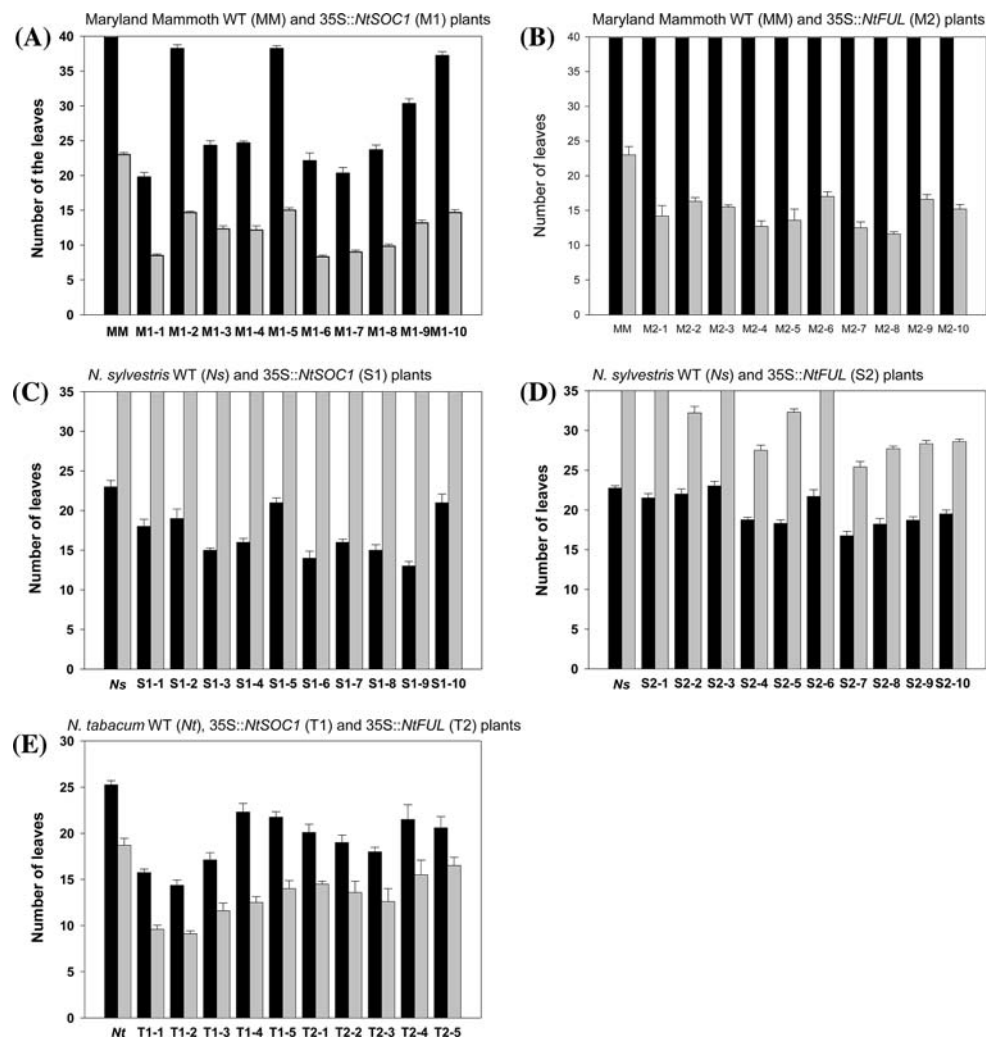 Maryland Mammoth WT (MM) and 35S::NtSOC1 (M1) plants
(A)
Number of the leaves
40
35
30
25
20
15
10
5
0
MM M1-1 M1-2 M1-3 M1-4 M1-5 M1-6 M1-7 M1-8 M1-9 M1-10
Maryland Mammoth WT (MM) and 35S::NtFUL (M2) plants
(B)
Number of leaves
40
35
30
25
20
15
10
5
0
MM M2-1 M2-2 M2-3 M2-4 M2-5 M2-6 M2-7 M2-8 M2-9 M2-10
N. sylvestris WT (Ns) and 35S::NtSOC1 (S1) plants
(C)
Number of leaves
35
30
25
20
15
10
5
0
Ns S1-1 S1-2 S1-3 S1-4 S1-5 S1-6 S1-7 S1-8 S1-9 S1-10
N. sylvestris WT (Ns) and 35S::NtFUL (S2) plants
(D)
Number of leaves
35
30
25
20
15
10
5
0
Ns S2-1 S2-2 S2-3 S2-4 S2-5 S2-6 S2-7 S2-8 S2-9 S2-10
N. tabacum WT (Nt), 35S::NtSOC1 (T1) and 35S::NtFUL (T2) plants
(E)
Number of leaves
30
25
20
15
10
5
0
Nt T1-1 T1-2 T1-3 T1-4 T1-5 T2-1 T2-2 T2-3 T2-4 T2-5